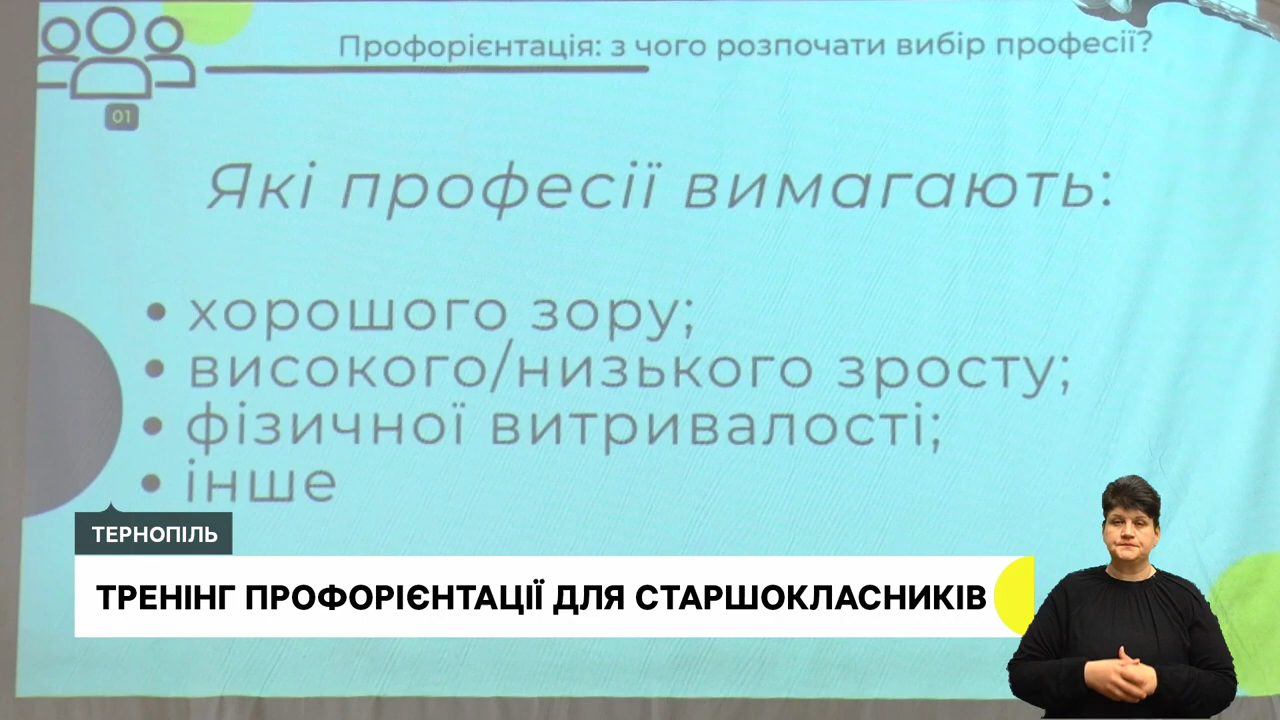 Профорієнтація: з чого розпочати вибір професії?
01
Які професії вимагають:
• хорошого зору;
• високого/низького зросту;
• фізичної витривалості;
• інше
ТЕРНОПІЛЬ
ТРЕНІНГ ПРОФОРІЄНТАЦІЇ ДЛЯ СТАРШОКЛАСНИКІВ